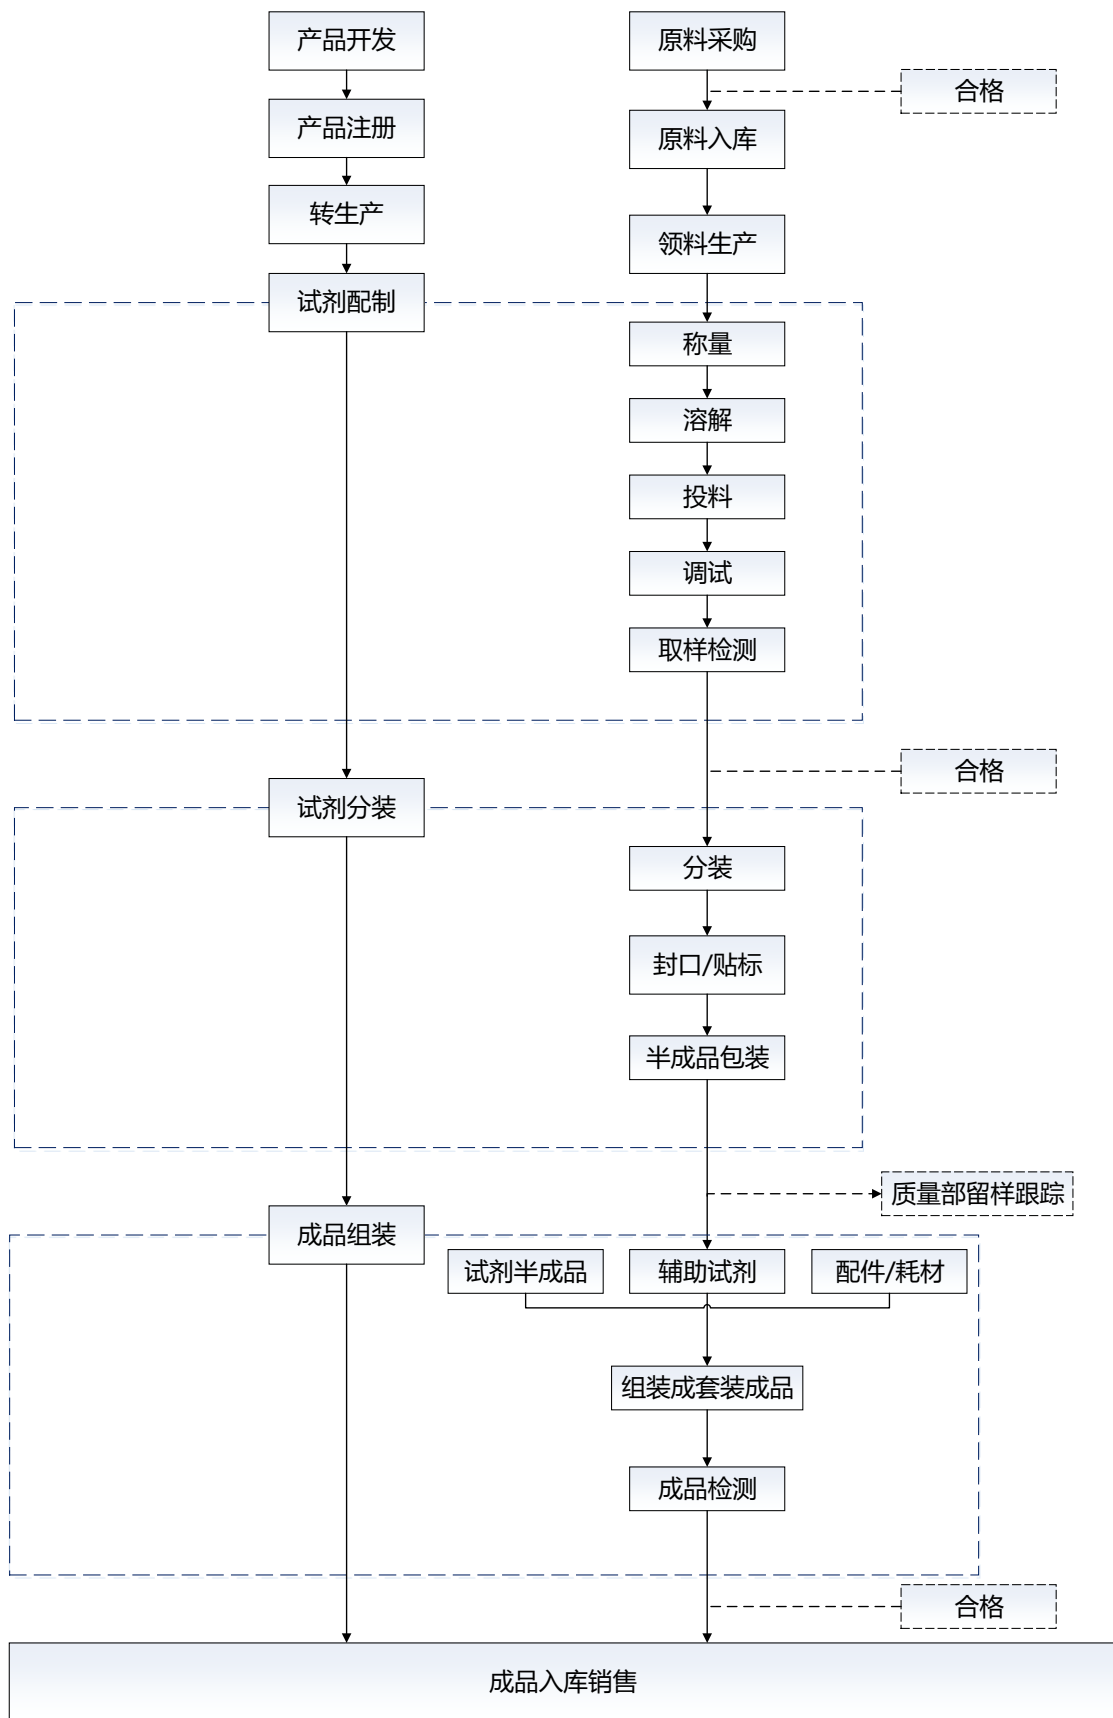 产品开发
原料采购
合格
产品注册
原料入库
转生产
领料生产
试剂配制
称量
溶解
投料
调试
取样检测
合格
试剂分装
分装
封口/贴标
半成品包装
质量部留样跟踪
成品组装
试剂半成品
辅助试剂
配件/耗材
组装成套装成品
成品检测
合格
成品入库销售